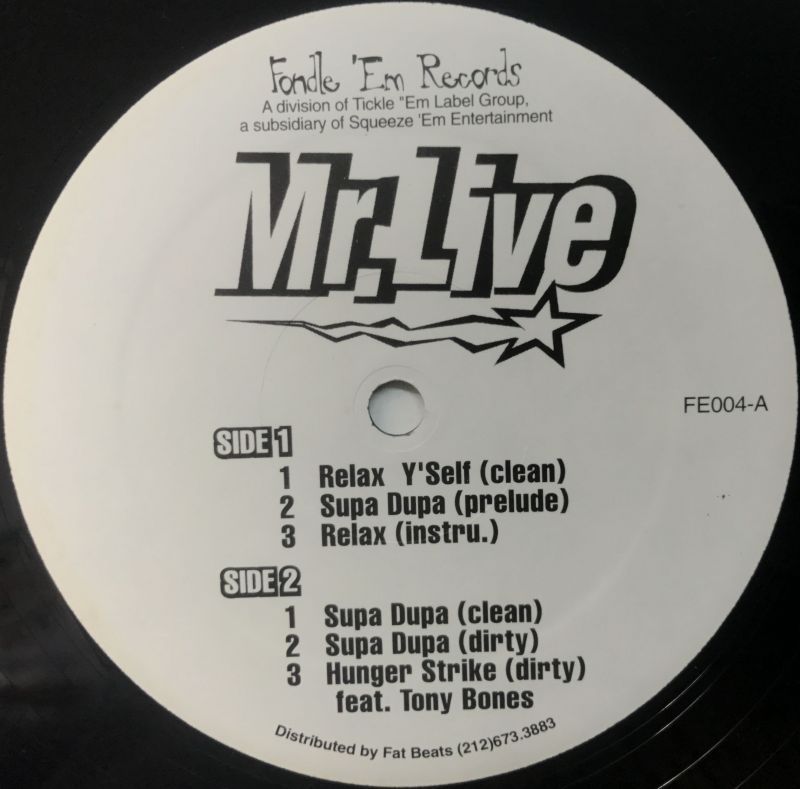 Fondle 'Em Records
A division of Tickle "Em Label Group,
a subsidiary of Squeeze 'Em Entertainment
Mr. Live
FE004-A
SIDE 1
1 Relax Y'Self (clean)
2 Supa Dupa (prelude)
3 Relax (instru.)
SIDE 2
1 Supa Dupa (clean)
2 Supa Dupa (dirty)
3 Hunger Strike (dirty)
feat. Tony Bones
Distributed by Fat Beats (212)673.3883